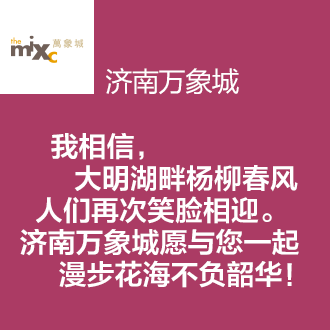 the
mixc 萬象城
济南万象城
我相信，
大明湖畔杨柳春风
人们再次笑脸相迎。
济南万象城愿与您一起
漫步花海不负韶华！